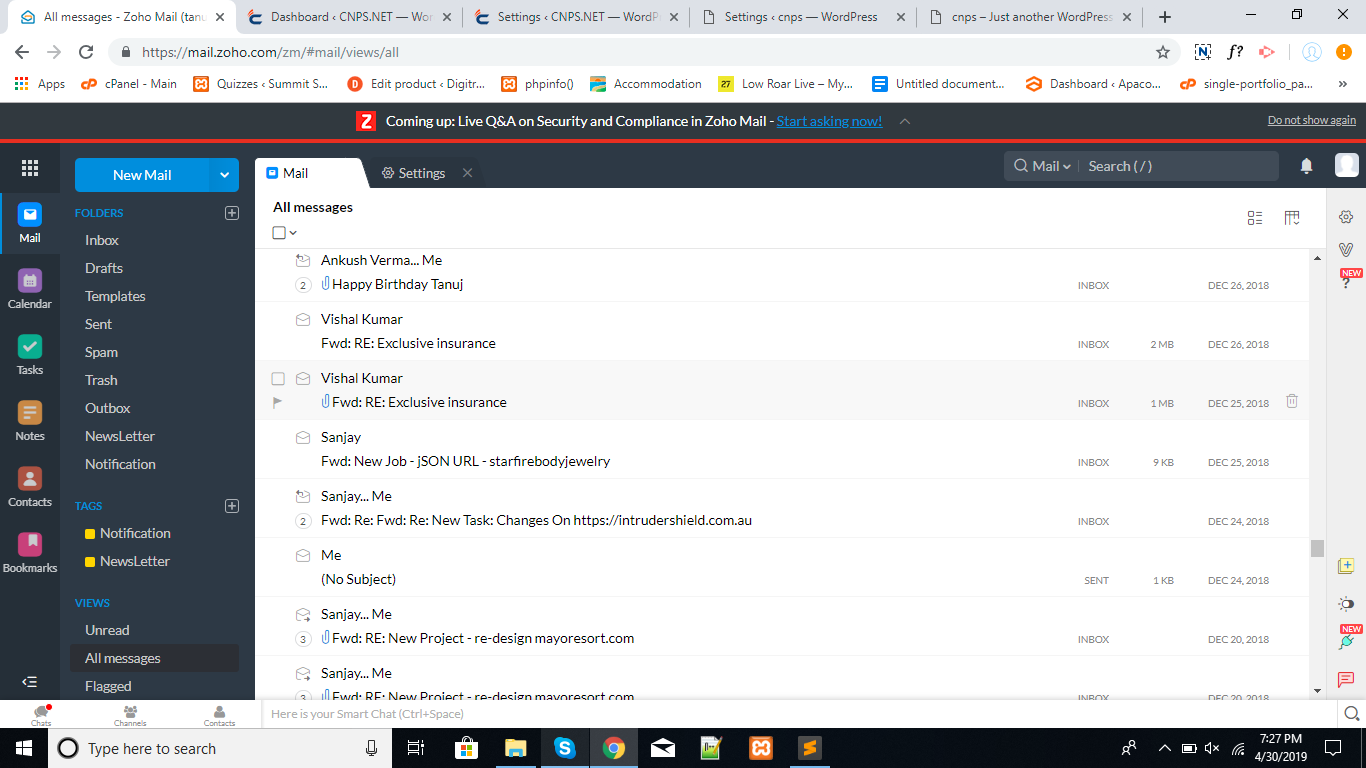 All messages - Zoho Mail (tanu
Dashboard ‹ CNPS.NET — Wor
Settings ‹ CNPS.NET — WordP
Settings ‹ cnps — WordPress
cnps – Just another WordPress
https://mail.zoho.com/zm/#mail/views/all
f?
Apps
cPanel - Main
Quizzes ‹ Summit S...
Edit product ‹ Digitr...
phpinfo()
Accommodation
27 Low Roar Live – My...
Untitled document...
Dashboard ‹ Apaco...
single-portfolio_pa...
»
Z Coming up: Live Q&A on Security and Compliance in Zoho Mail - Start asking now!
Do not show again
New Mail
Mail
Settings
Mail
Search ( / )
Mail
Calendar
Tasks
Notes
Contacts
Bookmarks
FOLDERS
Inbox
Drafts
Templates
Sent
Spam
Trash
Outbox
NewsLetter
Notification
TAGS
Notification
NewsLetter
VIEWS
Unread
All messages
Flagged
All messages
Ankush Verma... Me
2 Happy Birthday Tanuj INBOX DEC 26, 2018
Vishal Kumar
Fwd: RE: Exclusive insurance INBOX 2 MB DEC 26, 2018
Vishal Kumar
Fwd: RE: Exclusive insurance INBOX 1 MB DEC 25, 2018
Sanjay
Fwd: New Job - jSON URL - starfirebodyjewelry INBOX 9 KB DEC 25, 2018
Sanjay... Me
2 Fwd: Re: Fwd: Re: New Task: Changes On https://intrudershield.com.au INBOX DEC 24, 2018
Me
(No Subject) SENT 1 KB DEC 24, 2018
Sanjay... Me
3 Fwd: RE: New Project - re-design mayoresort.com INBOX DEC 20, 2018
Sanjay... Me
3 Fwd: RE: New Project - re-design mayoresort.com INBOX DEC 20, 2018
NEW
?
NEW
Chats
Channels
Contacts
Here is your Smart Chat (Ctrl+Space)
Type here to search
7:27 PM
4/30/2019